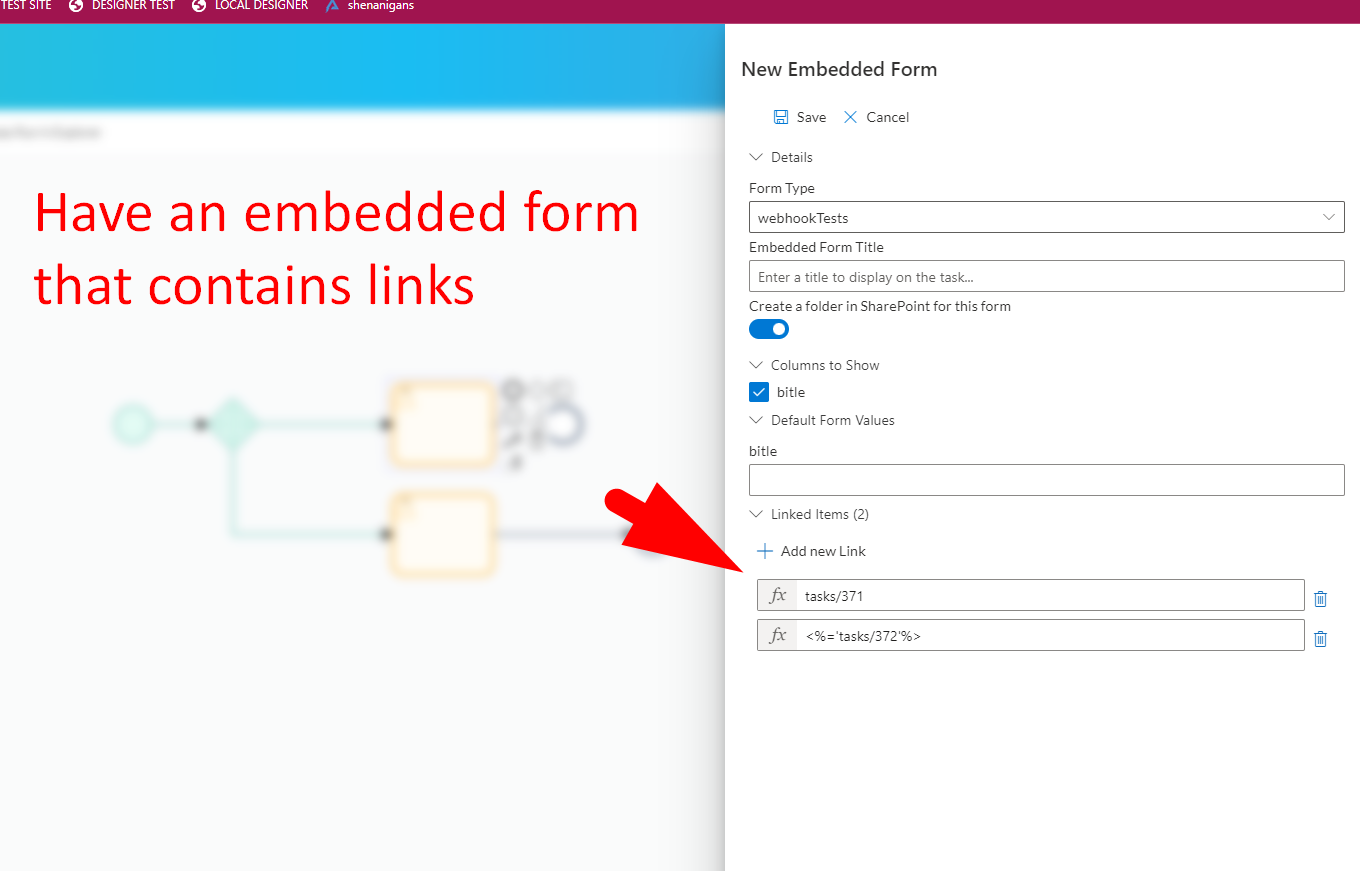 TEST SITE DESIGNER TEST LOCAL DESIGNER shenanigans
Have an embedded form
that contains links
New Embedded Form
Save Cancel
Details
Form Type
webhookTests
Embedded Form Title
Enter a title to display on the task...
Create a folder in SharePoint for this form
Columns to Show
bitle
Default Form Values
bitle
Linked Items (2)
Add new Link
fx tasks/371
fx <%='tasks/372'%>